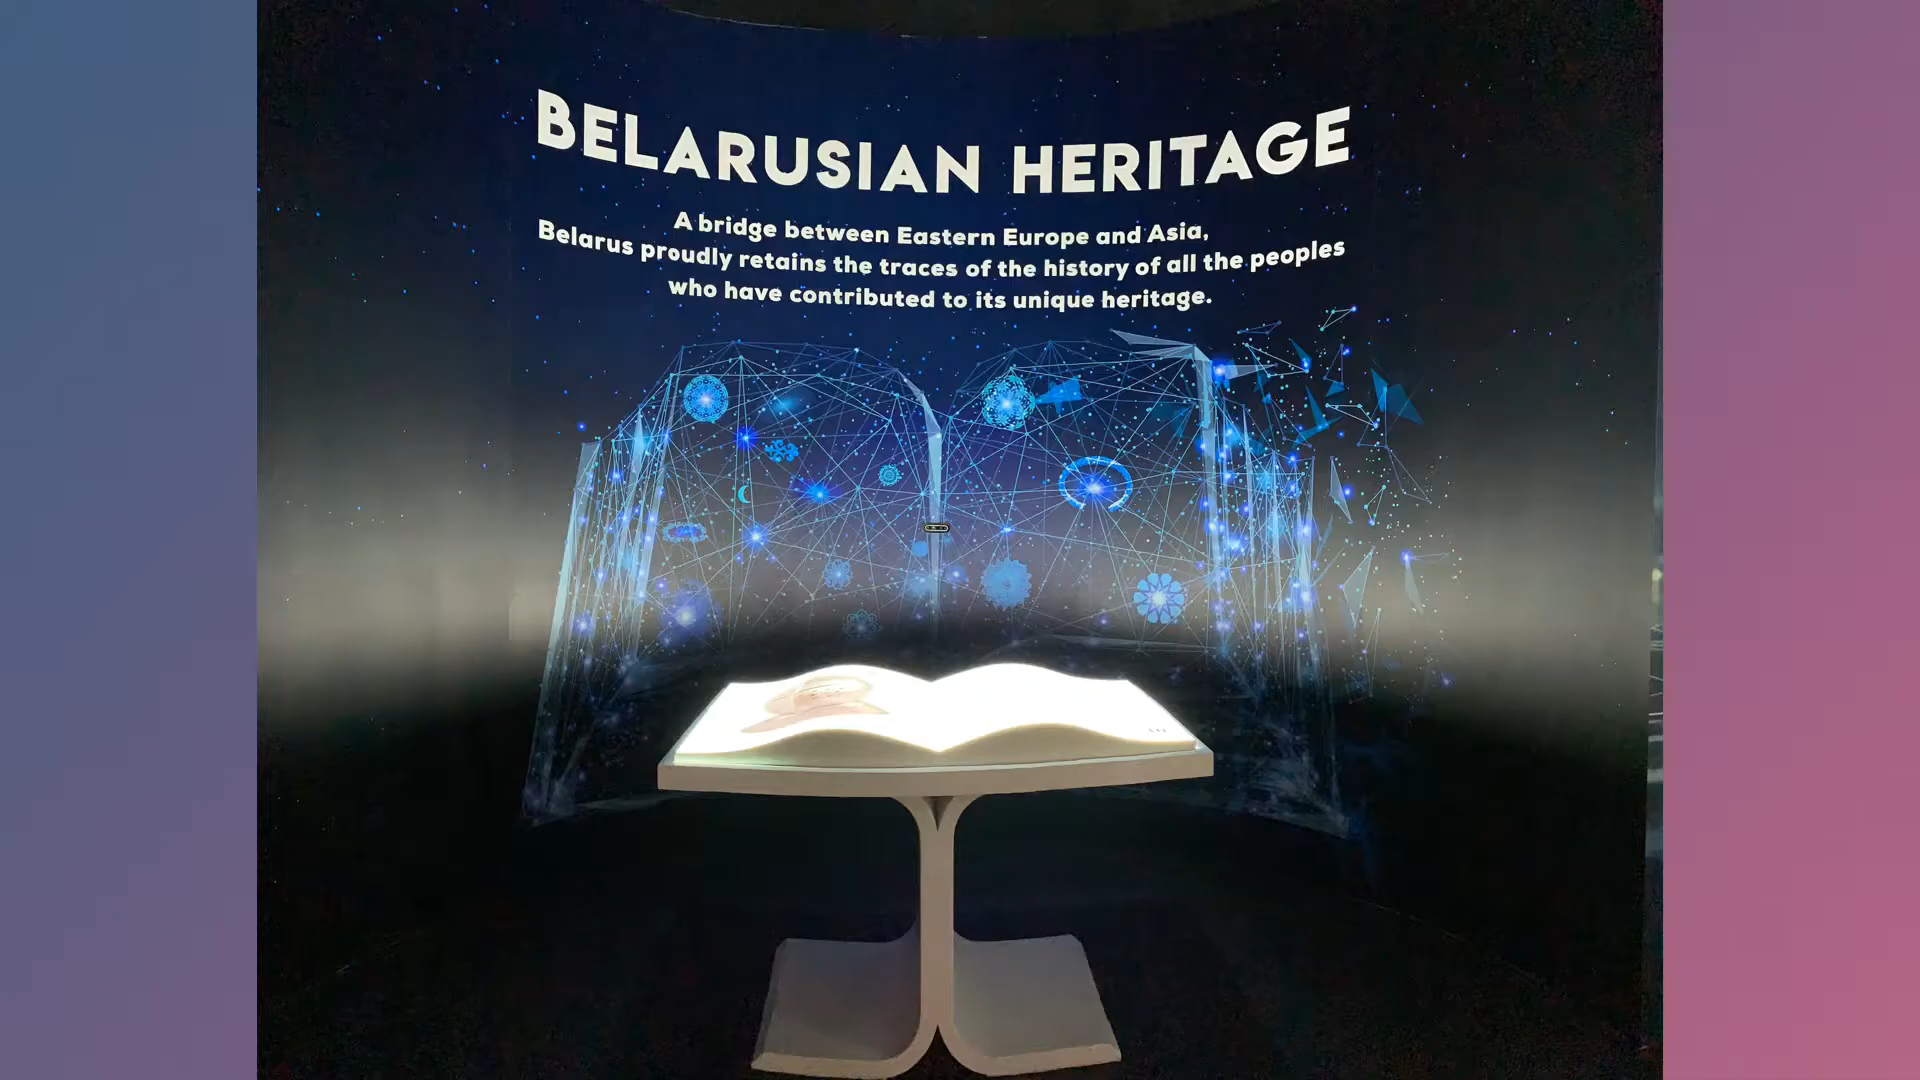 BELARUSIAN HERITAGE
A bridge between Eastern Europe and Asia,
Belarus proudly retains the traces of the history of all the peoples
who have contributed to its unique heritage.